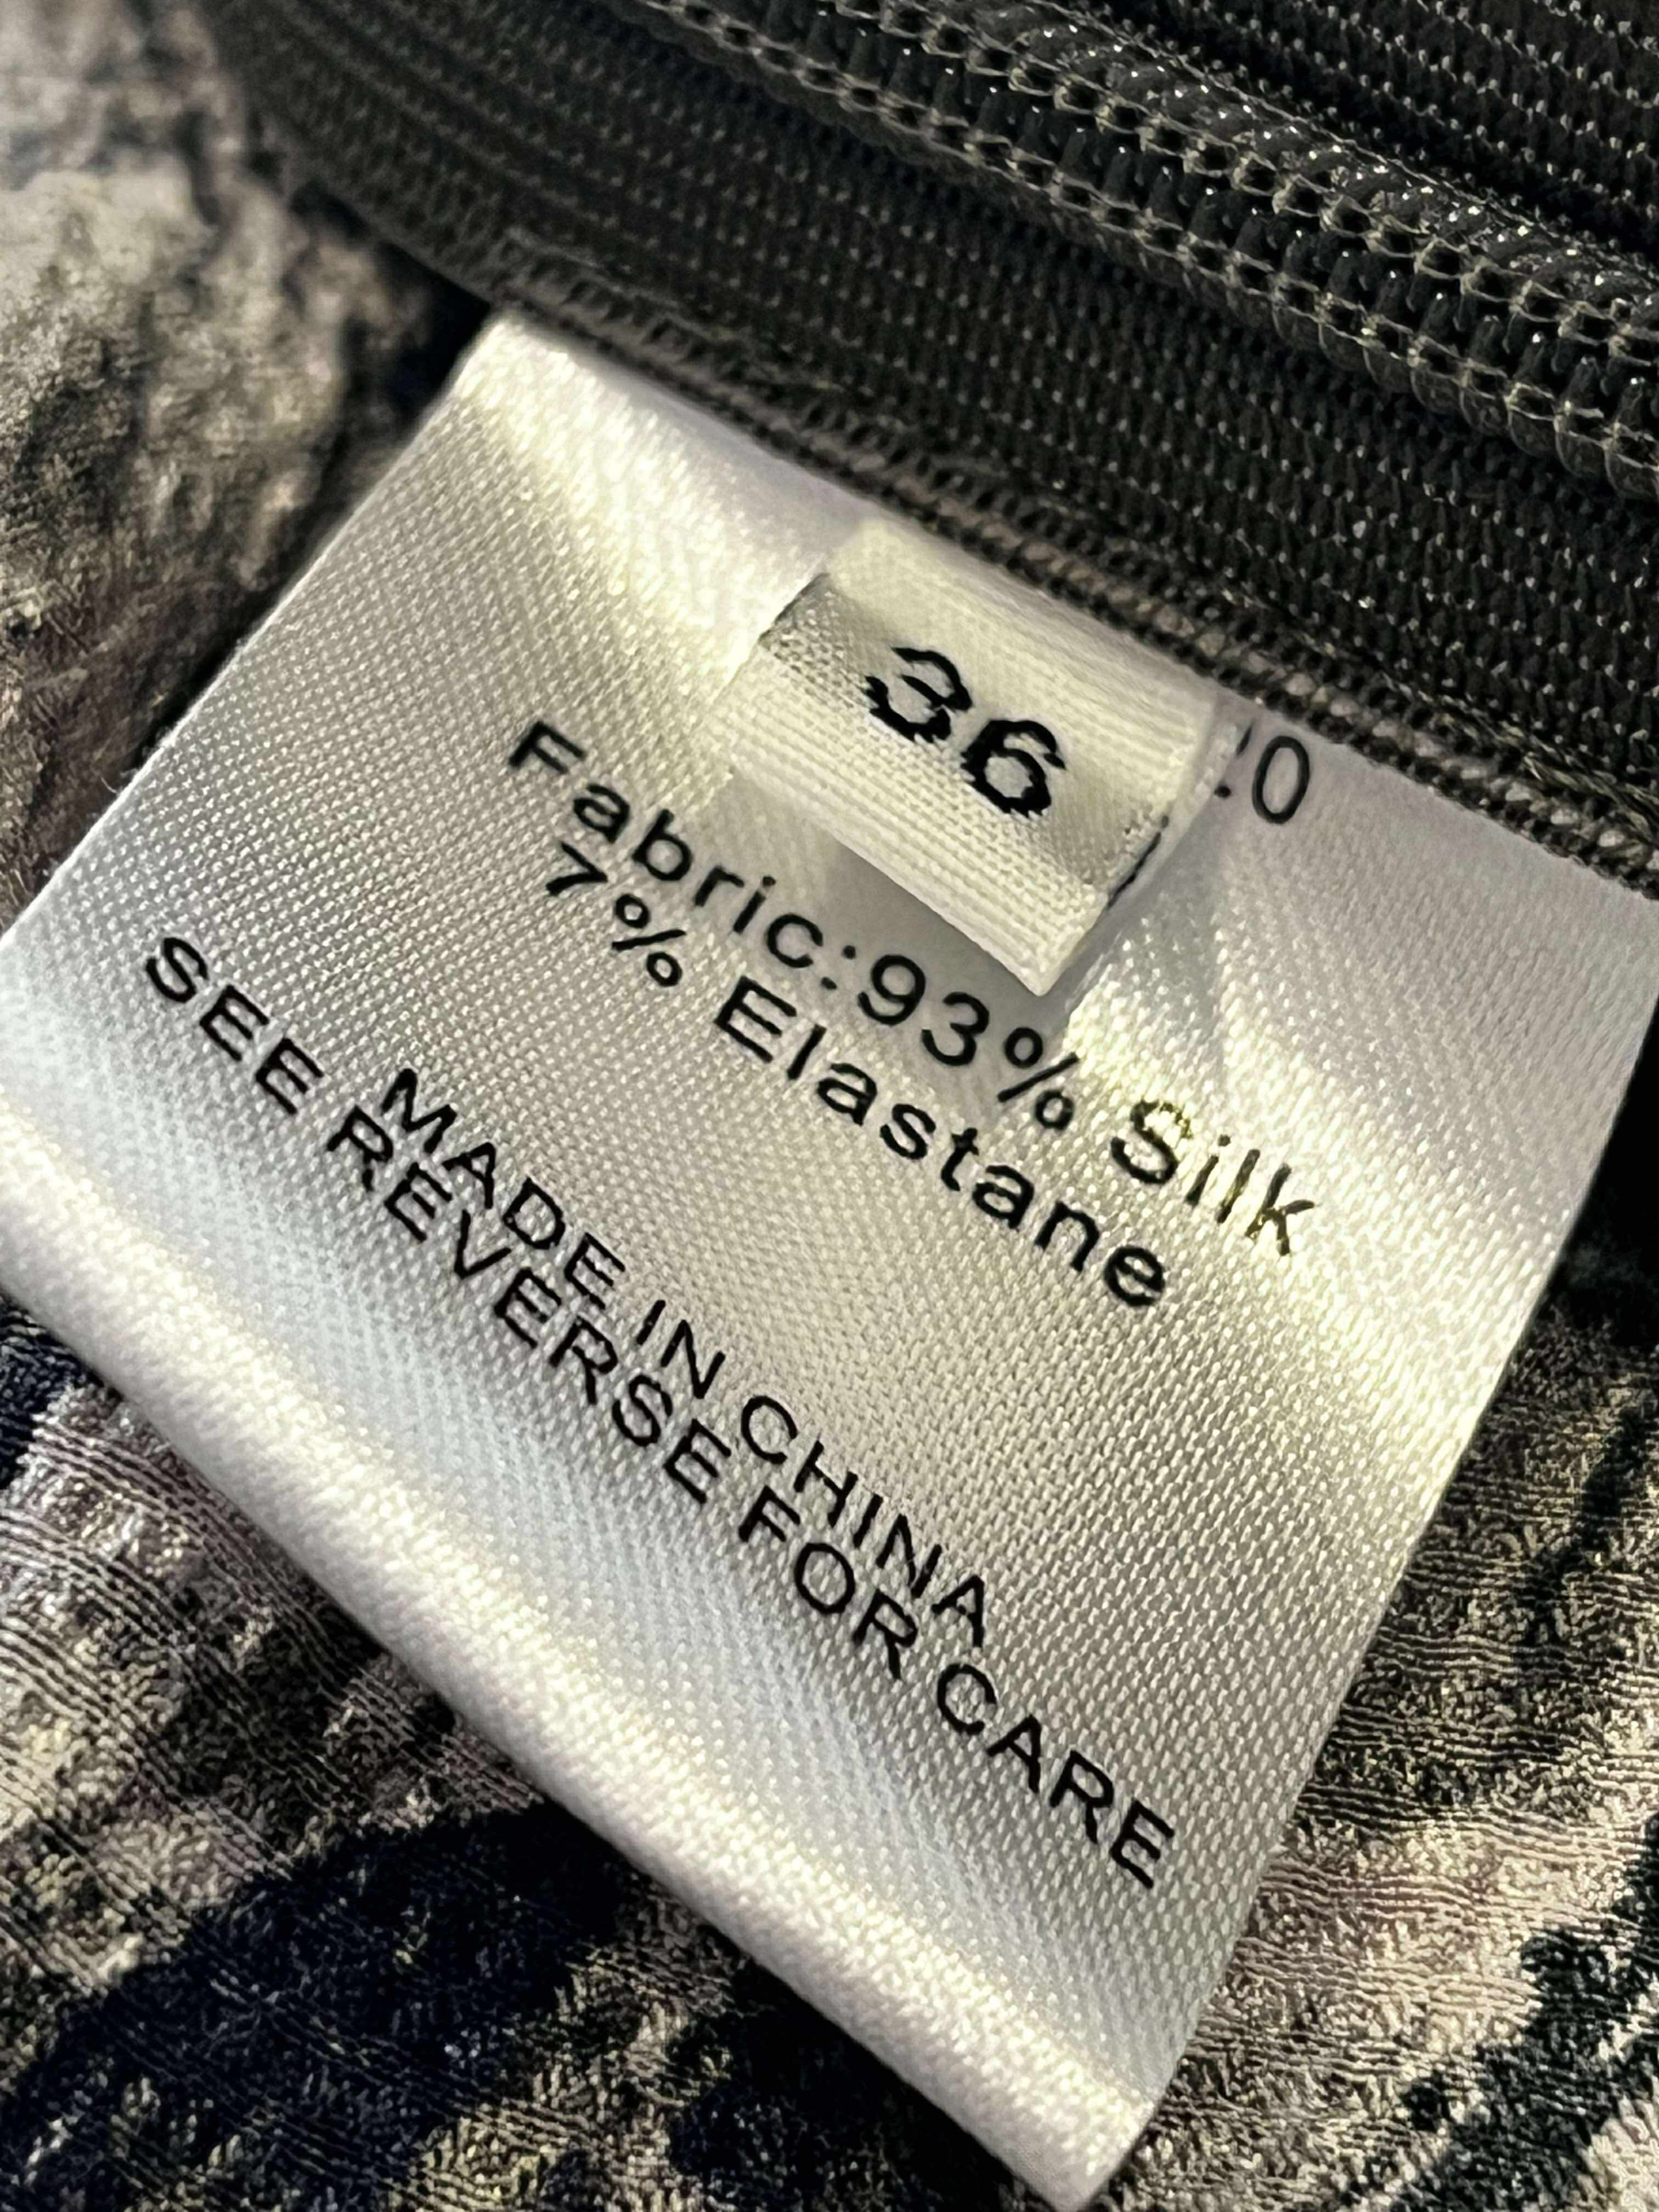 36
Fabric:93% Silk
7% Elastane
MADE IN CHINA
SEE REVERSE FOR CARE